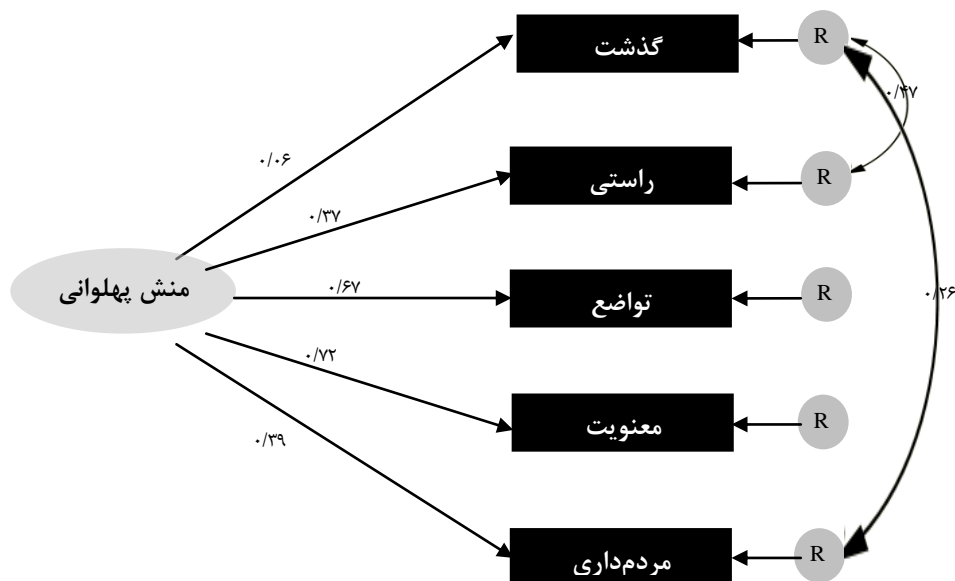 گذشت
R
۰/۴۷
۰/۰۶
راستی
R
۰/۳۷
منش پهلوانی
تواضع
R
۰/۶۷
۰/۲۶
معنویت
R
۰/۷۲
۰/۳۹
مردم‌داری
R